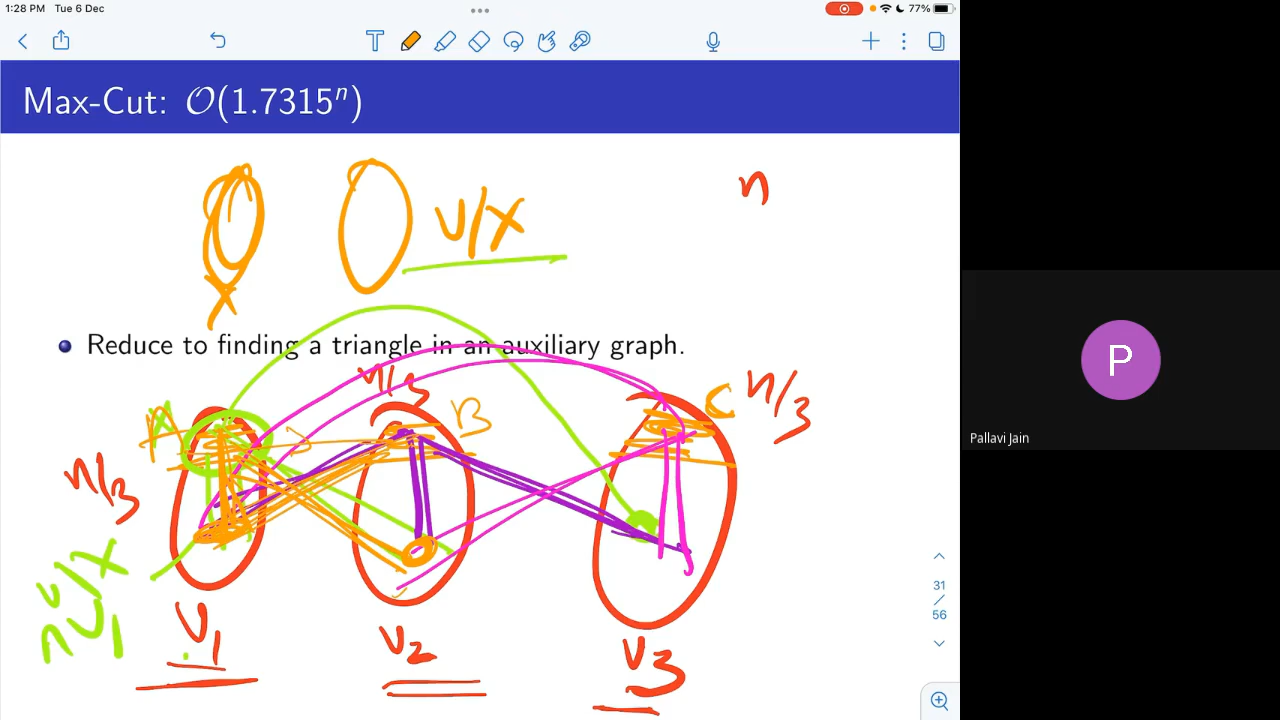 1:28 PM Tue 6 Dec
77%
Max-Cut: O(1.7315ⁿ)
n
V/X
X
Reduce to finding a triangle in an auxiliary graph.
n/3
A
B
C
n/3
n/3
V/X
∩V1
V1
V2
V3
31
/
56
P
Pallavi Jain